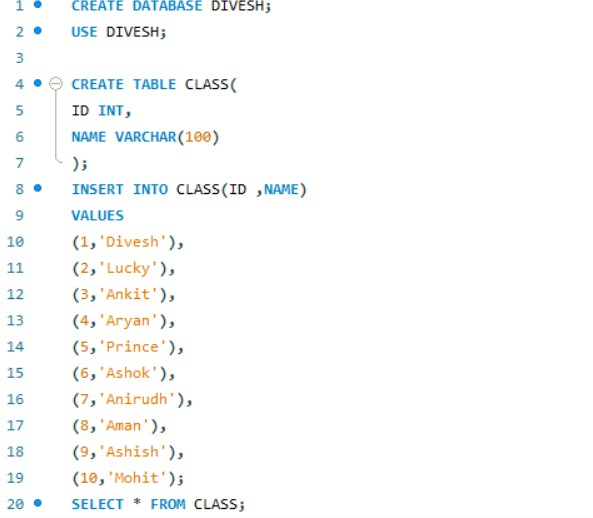 1 CREATE DATABASE DIVESH;
2 USE DIVESH;
3
4 CREATE TABLE CLASS(
5 ID INT,
6 NAME VARCHAR(100)
7 );
8 INSERT INTO CLASS(ID ,NAME)
9 VALUES
10 (1,'Divesh'),
11 (2,'Lucky'),
12 (3,'Ankit'),
13 (4,'Aryan'),
14 (5,'Prince'),
15 (6,'Ashok'),
16 (7,'Anirudh'),
17 (8,'Aman'),
18 (9,'Ashish'),
19 (10,'Mohit');
20 SELECT * FROM CLASS;